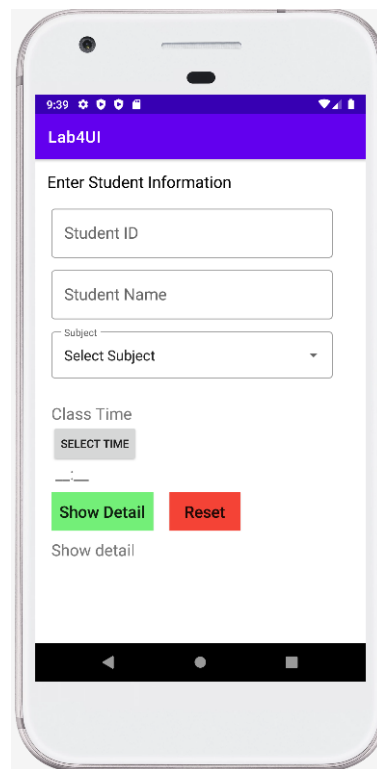 9:39
Lab4UI
Enter Student Information
Student ID
Student Name
Subject
Select Subject
Class Time
SELECT TIME
__:__
Show Detail Reset
Show detail